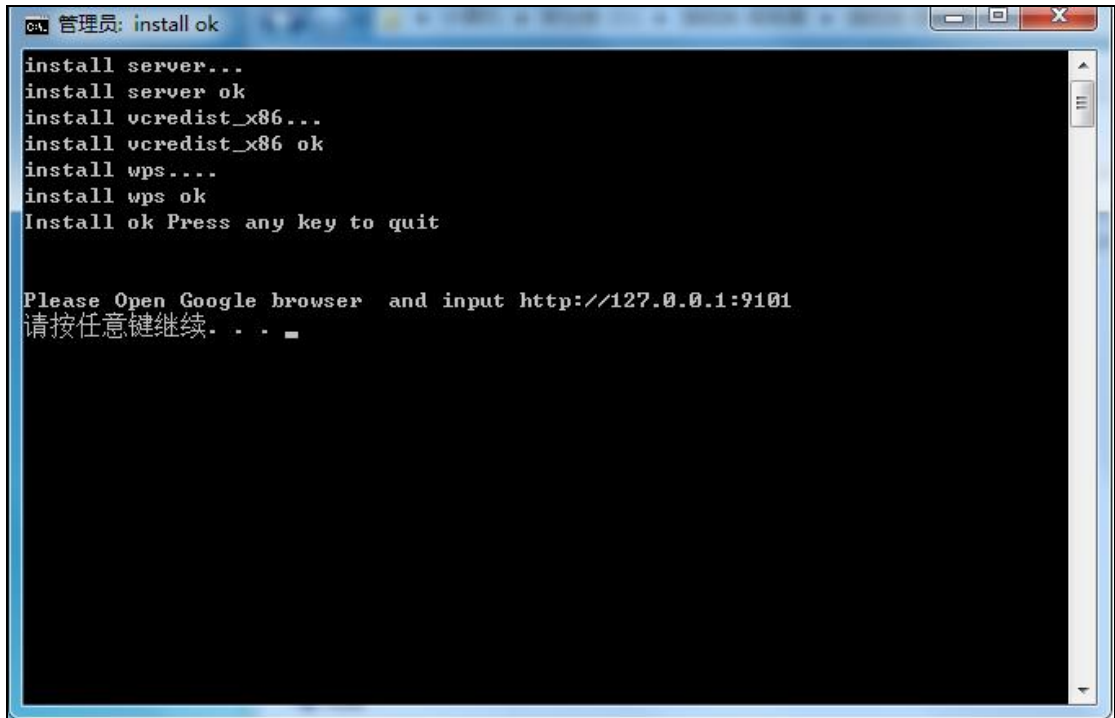 管理员: install ok
install server...
install server ok
install vcredist_x86...
install vcredist_x86 ok
install wps....
install wps ok
Install ok Press any key to quit
Please Open Google browser  and input http://127.0.0.1:9101
请按任意键继续. . .